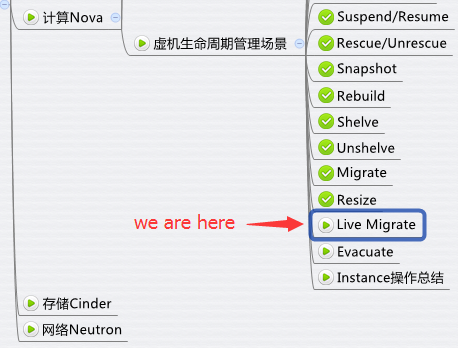 计算Nova
虚机生命周期管理场景
Suspend/Resume
Rescue/Unrescue
Snapshot
Rebuild
Shelve
Unshelve
Migrate
Resize
we are here
Live Migrate
Evacuate
Instance操作总结
存储Cinder
网络Neutron